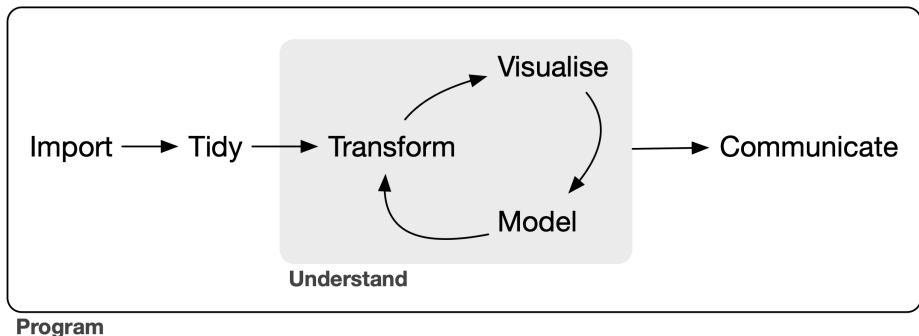 Visualise
Import
Tidy
Transform
Communicate
Model
Understand
Program